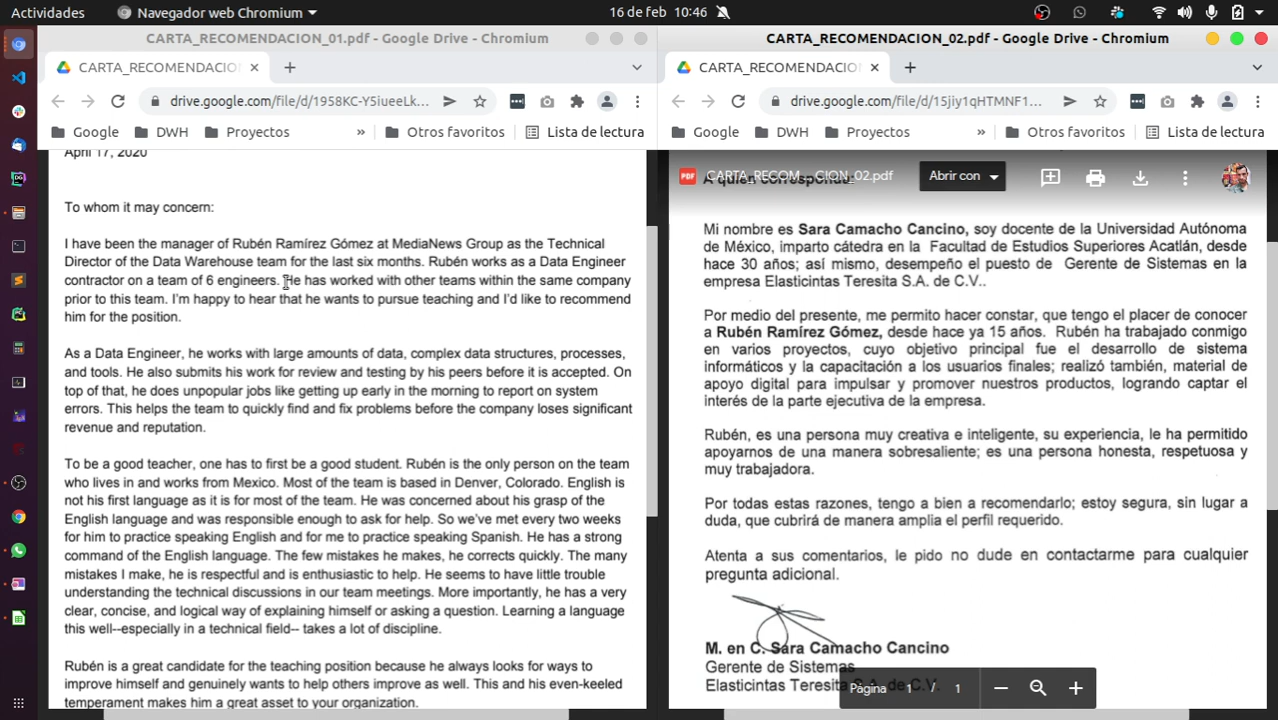 Actividades
Navegador web Chromium
16 de feb 10:46
CARTA_RECOMENDACION_01.pdf - Google Drive - Chromium
CARTA_RECOMENDACIO
drive.google.com/file/d/1958KC-Y5iueeLk...
Google
DWH
Proyectos
»
Otros favoritos
Lista de lectura
April 17, 2020
To whom it may concern:
I have been the manager of Rubén Ramírez Gómez at MediaNews Group as the Technical
Director of the Data Warehouse team for the last six months. Rubén works as a Data Engineer
contractor on a team of 6 engineers. He has worked with other teams within the same company
prior to this team. I'm happy to hear that he wants to pursue teaching and I'd like to recommend
him for the position.
As a Data Engineer, he works with large amounts of data, complex data structures, processes,
and tools. He also submits his work for review and testing by his peers before it is accepted. On
top of that, he does unpopular jobs like getting up early in the morning to report on system
errors. This helps the team to quickly find and fix problems before the company loses significant
revenue and reputation.
To be a good teacher, one has to first be a good student. Rubén is the only person on the team
who lives in and works from Mexico. Most of the team is based in Denver, Colorado. English is
not his first language as it is for most of the team. He was concerned about his grasp of the
English language and was responsible enough to ask for help. So we've met every two weeks
for him to practice speaking English and for me to practice speaking Spanish. He has a strong
command of the English language. The few mistakes he makes, he corrects quickly. The many
mistakes I make, he is respectful and is enthusiastic to help. He seems to have little trouble
understanding the technical discussions in our team meetings. More importantly, he has a very
clear, concise, and logical way of explaining himself or asking a question. Learning a language
this well--especially in a technical field-- takes a lot of discipline.
Rubén is a great candidate for the teaching position because he always looks for ways to
improve himself and genuinely wants to help others improve as well. This and his even-keeled
temperament makes him a great asset to your organization.
CARTA_RECOMENDACION_02.pdf - Google Drive - Chromium
CARTA_RECOMENDACIO
drive.google.com/file/d/15jiy1qHTMNF1...
Google
DWH
Proyectos
»
Otros favoritos
Lista de lectura
PDF
CARTA_RECOM CION_02.pdf
Abrir con
A quien corresponda:
Mi nombre es Sara Camacho Cancino, soy docente de la Universidad Autónoma
de México, imparto cátedra en la Facultad de Estudios Superiores Acatlán, desde
hace 30 años; así mismo, desempeño el puesto de Gerente de Sistemas en la
empresa Elasticintas Teresita S.A. de C.V..
Por medio del presente, me permito hacer constar, que tengo el placer de conocer
a Rubén Ramírez Gómez, desde hace ya 15 años. Rubén ha trabajado conmigo
en varios proyectos, cuyo objetivo principal fue el desarrollo de sistema
informáticos y la capacitación a los usuarios finales; realizó también, material de
apoyo digital para impulsar y promover nuestros productos, logrando captar el
interés de la parte ejecutiva de la empresa.
Rubén, es una persona muy creativa e inteligente, su experiencia, le ha permitido
apoyarnos de una manera sobresaliente; es una persona honesta, respetuosa y
muy trabajadora.
Por todas estas razones, tengo a bien a recomendarlo; estoy segura, sin lugar a
duda, que cubrirá de manera amplia el perfil requerido.
Atenta a sus comentarios, le pido no dude en contactarme para cualquier
pregunta adicional.
M. en C. Sara Camacho Cancino
Gerente de Sistemas
Elasticintas Teresita S.A. de C.V.
Página 1 / 1